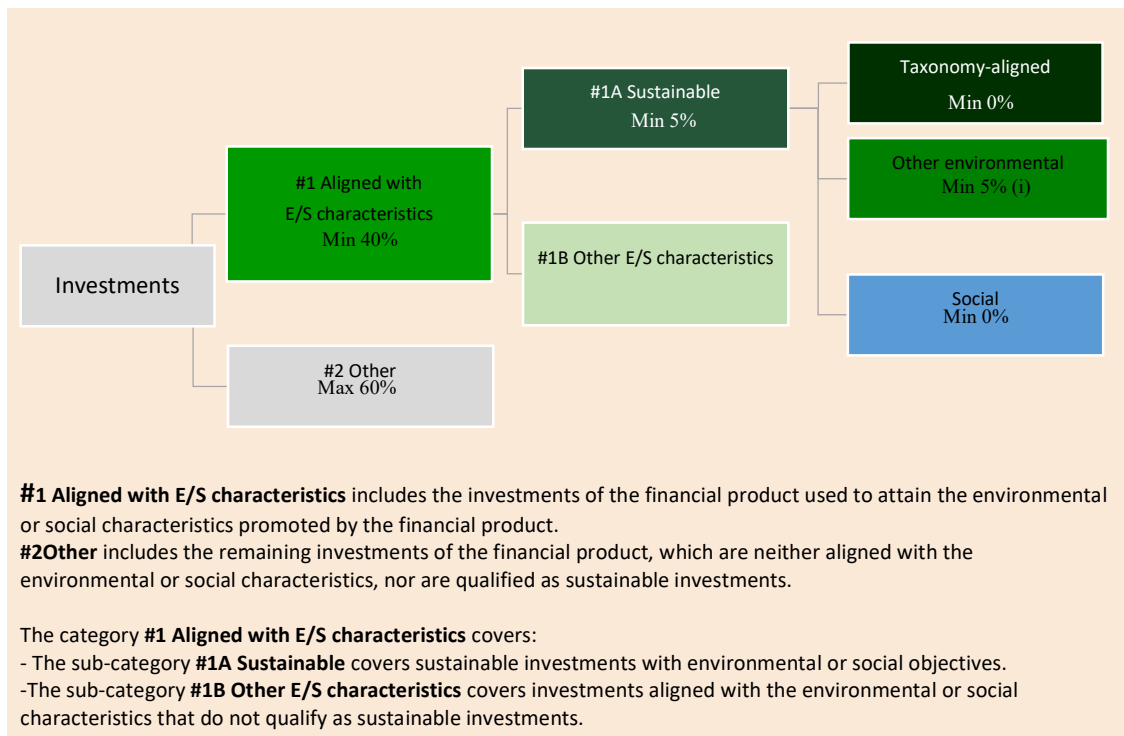 Taxonomy-aligned
Min 0%
#1A Sustainable
Min 5%
Other environmental
Min 5% (i)
#1 Aligned with
E/S characteristics
Min 40%
#1B Other E/S characteristics
Investments
Social
Min 0%
#2 Other
Max 60%
#1 Aligned with E/S characteristics includes the investments of the financial product used to attain the environmental
or social characteristics promoted by the financial product.
#2Other includes the remaining investments of the financial product, which are neither aligned with the
environmental or social characteristics, nor are qualified as sustainable investments.
The category #1 Aligned with E/S characteristics covers:
- The sub-category #1A Sustainable covers sustainable investments with environmental or social objectives.
-The sub-category #1B Other E/S characteristics covers investments aligned with the environmental or social
characteristics that do not qualify as sustainable investments.